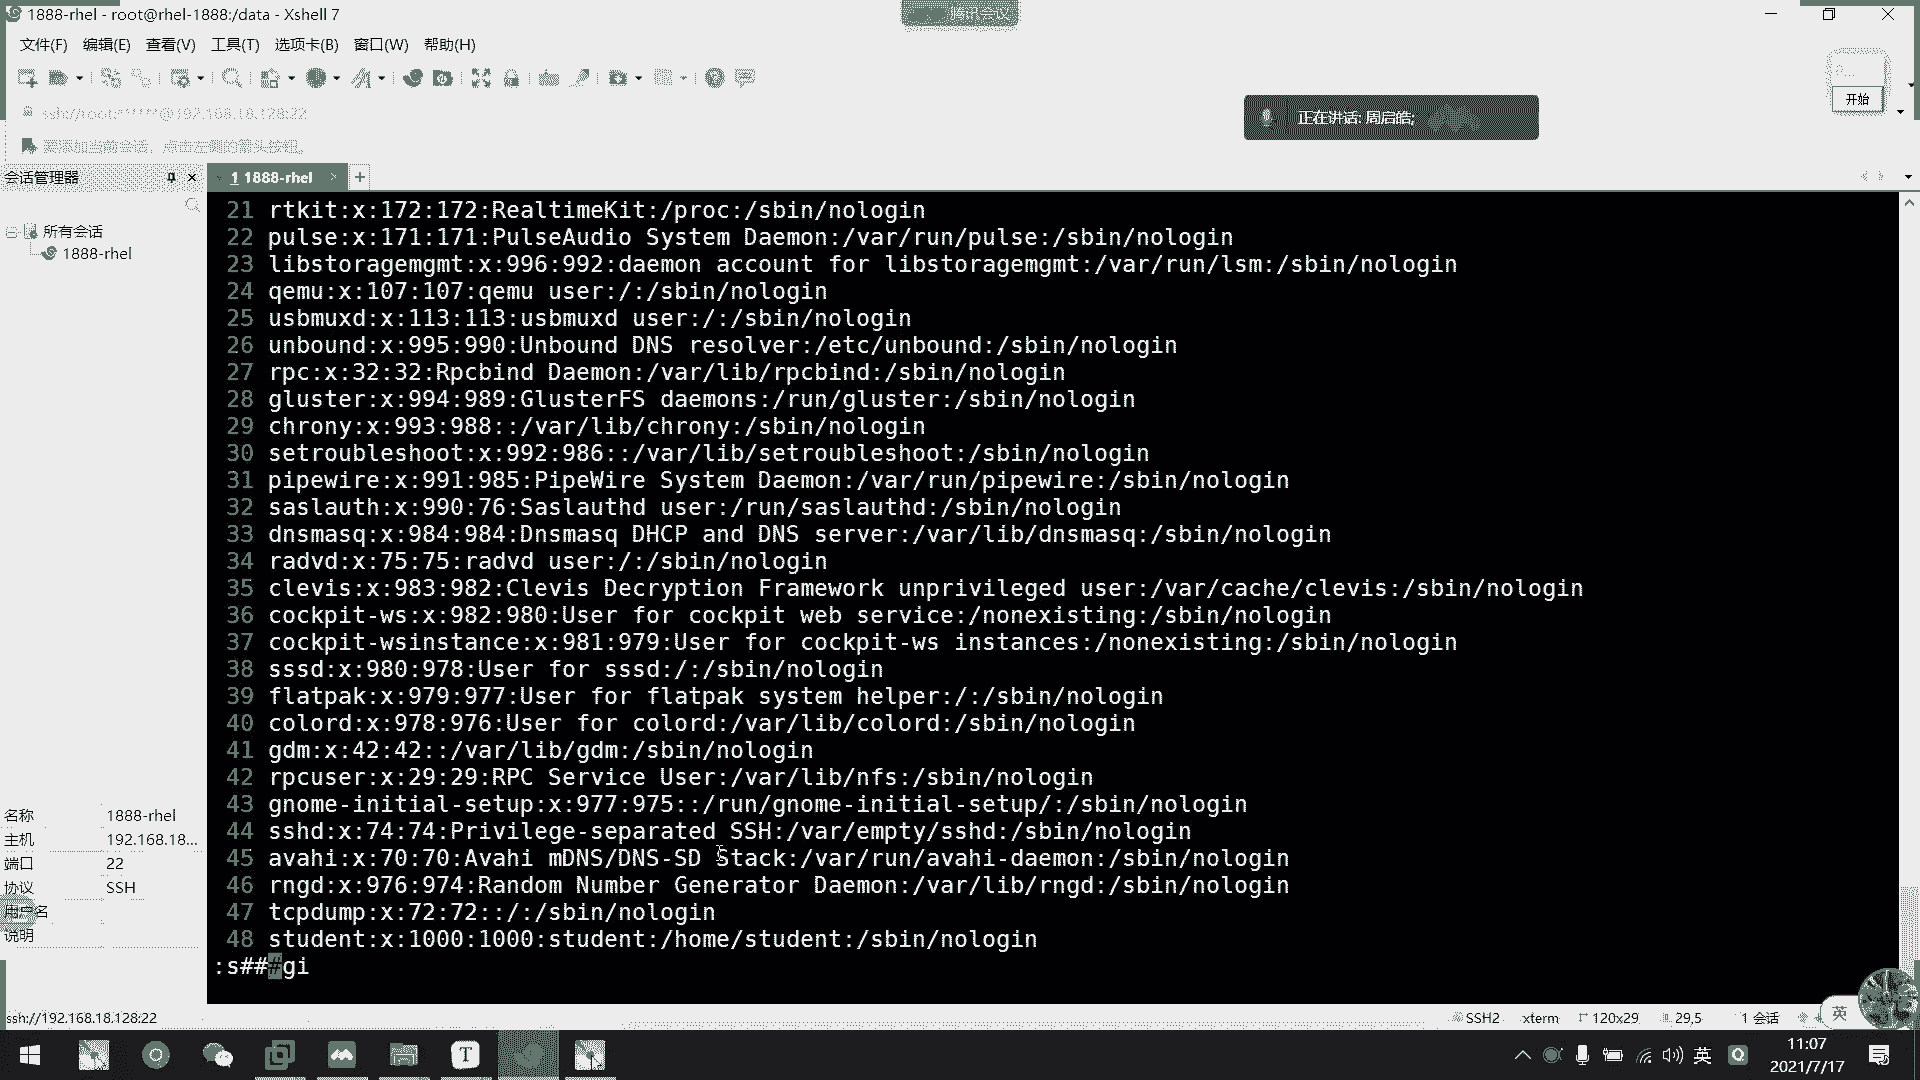 1888-rhel - root@rhel-1888:/data - Xshell 7
腾讯会议
文件(F) 编辑(E) 查看(V) 工具(T) 选项卡(B) 窗口(W) 帮助(H)
开始
ssh://root:*****@192.168.18.128:22
正在讲话: 周启皓;
要添加当前会话，点击左侧的箭头按钮。
会话管理器
1 1888-rhel
所有会话
1888-rhel
21 rtkit:x:172:172:RealtimeKit:/proc:/sbin/nologin
22 pulse:x:171:171:PulseAudio System Daemon:/var/run/pulse:/sbin/nologin
23 libstoragemgmt:x:996:992:daemon account for libstoragemgmt:/var/run/lsm:/sbin/nologin
24 qemu:x:107:107:qemu user:/:/sbin/nologin
25 usbmuxd:x:113:113:usbmuxd user:/:/sbin/nologin
26 unbound:x:995:990:Unbound DNS resolver:/etc/unbound:/sbin/nologin
27 rpc:x:32:32:Rpcbind Daemon:/var/lib/rpcbind:/sbin/nologin
28 gluster:x:994:989:GlusterFS daemons:/run/gluster:/sbin/nologin
29 chrony:x:993:988::/var/lib/chrony:/sbin/nologin
30 setroubleshoot:x:992:986::/var/lib/setroubleshoot:/sbin/nologin
31 pipewire:x:991:985:PipeWire System Daemon:/var/run/pipewire:/sbin/nologin
32 saslauth:x:990:76:Saslauthd user:/run/saslauthd:/sbin/nologin
33 dnsmasq:x:984:984:Dnsmasq DHCP and DNS server:/var/lib/dnsmasq:/sbin/nologin
34 radvd:x:75:75:radvd user:/:/sbin/nologin
35 clevis:x:983:982:Clevis Decryption Framework unprivileged user:/var/cache/clevis:/sbin/nologin
36 cockpit-ws:x:982:980:User for cockpit web service:/nonexisting:/sbin/nologin
37 cockpit-wsinstance:x:981:979:User for cockpit-ws instances:/nonexisting:/sbin/nologin
38 sssd:x:980:978:User for sssd:/:/sbin/nologin
39 flatpak:x:979:977:User for flatpak system helper:/:/sbin/nologin
40 colord:x:978:976:User for colord:/var/lib/colord:/sbin/nologin
41 gdm:x:42:42::/var/lib/gdm:/sbin/nologin
42 rpcuser:x:29:29:RPC Service User:/var/lib/nfs:/sbin/nologin
43 gnome-initial-setup:x:977:975::/run/gnome-initial-setup/:/sbin/nologin
44 sshd:x:74:74:Privilege-separated SSH:/var/empty/sshd:/sbin/nologin
45 avahi:x:70:70:Avahi mDNS/DNS-SD Stack:/var/run/avahi-daemon:/sbin/nologin
46 rngd:x:976:974:Random Number Generator Daemon:/var/lib/rngd:/sbin/nologin
47 tcpdump:x:72:72::/:/sbin/nologin
48 student:x:1000:1000:student:/home/student:/sbin/nologin
:s###gi
名称 1888-rhel
主机 192.168.18...
端口 22
协议 SSH
用户名
说明
ssh://192.168.18.128:22
SSH2 xterm 120x29 29,5 1 会话
英
英
11:07
2021/7/17